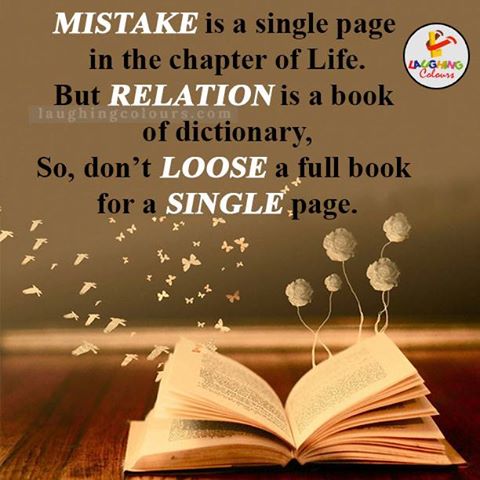 MISTAKE is a single page
in the chapter of Life.
But RELATION is a book
laughingcolours.com
of dictionary,
So, don't LOOSE a full book
for a SINGLE page.
LAUGHING
Colours